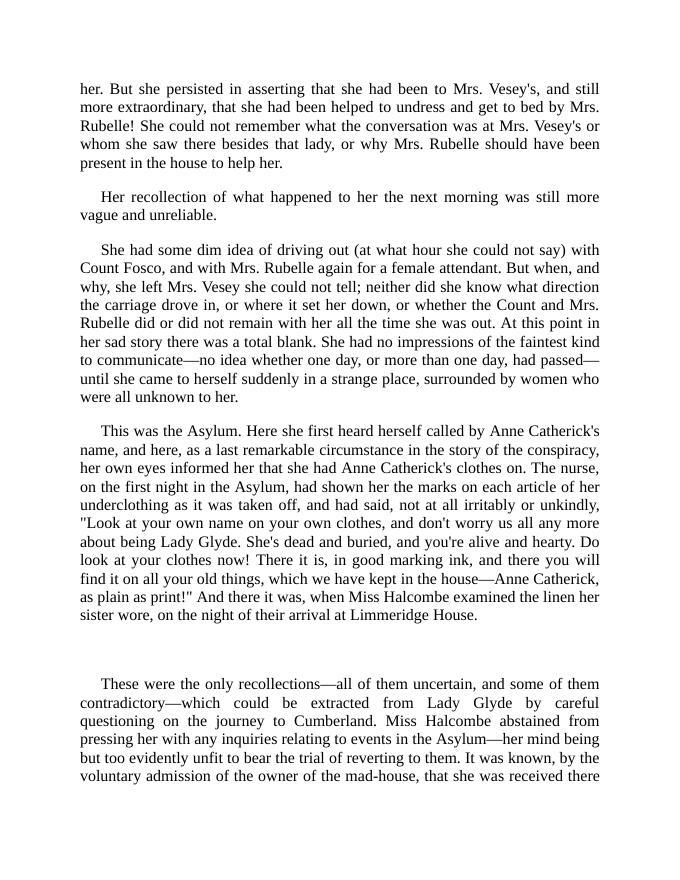 her. But she persisted in asserting that she had been to Mrs. Vesey's, and still
more extraordinary, that she had been helped to undress and get to bed by Mrs.
Rubelle! She could not remember what the conversation was at Mrs. Vesey's or
whom she saw there besides that lady, or why Mrs. Rubelle should have been
present in the house to help her.
Her recollection of what happened to her the next morning was still more
vague and unreliable.
She had some dim idea of driving out (at what hour she could not say) with
Count Fosco, and with Mrs. Rubelle again for a female attendant. But when, and
why, she left Mrs. Vesey she could not tell; neither did she know what direction
the carriage drove in, or where it set her down, or whether the Count and Mrs.
Rubelle did or did not remain with her all the time she was out. At this point in
her sad story there was a total blank. She had no impressions of the faintest kind
to communicate—no idea whether one day, or more than one day, had passed—
until she came to herself suddenly in a strange place, surrounded by women who
were all unknown to her.
This was the Asylum. Here she first heard herself called by Anne Catherick's
name, and here, as a last remarkable circumstance in the story of the conspiracy,
her own eyes informed her that she had Anne Catherick's clothes on. The nurse,
on the first night in the Asylum, had shown her the marks on each article of her
underclothing as it was taken off, and had said, not at all irritably or unkindly,
"Look at your own name on your own clothes, and don't worry us all any more
about being Lady Glyde. She's dead and buried, and you're alive and hearty. Do
look at your clothes now! There it is, in good marking ink, and there you will
find it on all your old things, which we have kept in the house—Anne Catherick,
as plain as print!" And there it was, when Miss Halcombe examined the linen her
sister wore, on the night of their arrival at Limmeridge House.
These were the only recollections—all of them uncertain, and some of them
contradictory—which could be extracted from Lady Glyde by careful
questioning on the journey to Cumberland. Miss Halcombe abstained from
pressing her with any inquiries relating to events in the Asylum—her mind being
but too evidently unfit to bear the trial of reverting to them. It was known, by the
voluntary admission of the owner of the mad-house, that she was received there